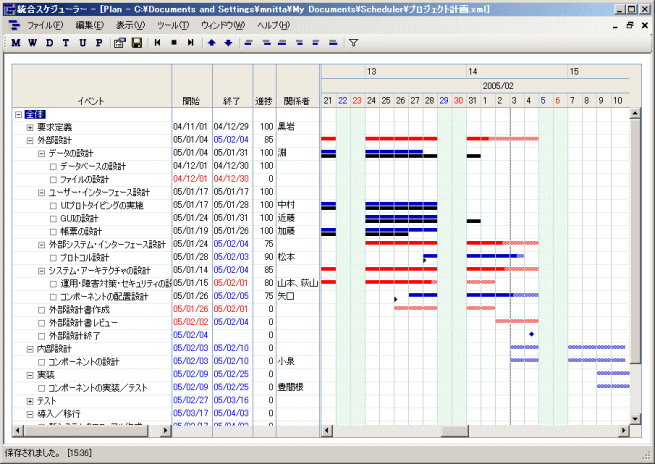 統合スケジューラー - [Plan - C:¥Documents and Settings¥mnitta¥My Documents¥Scheduler¥プロジェクト計画.xml]
ファイル(F) 編集(E) 表示(V) ツール(T) ウィンドウ(W) ヘルプ(H)
M W D T U P
13 14 15
2005/02
イベント 開始 終了 進捗 関係者 21 22 23 24 25 26 27 28 29 30 31 1 2 3 4 5 6 7 8 9 10
全体
要求定義 04/11/01 04/12/29 100 黒岩
外部設計 05/01/04 05/02/04 85
データの設計 05/01/04 05/01/31 100 淵
データベースの設計 04/12/01 04/12/30 100
ファイルの設計 04/12/01 04/12/30 0
ユーザー・インターフェース設計 05/01/17 05/01/17 100
UIプロトタイピングの実施 05/01/17 05/01/28 100 中村
GUIの設計 05/01/24 05/01/31 100 近藤
帳票の設計 05/01/19 05/01/26 100 加藤
外部システム・インターフェース設計 05/01/24 05/02/04 75
プロトコル設計 05/01/28 05/02/03 90 松本
システム・アーキテクチャの設計 05/01/14 05/02/04 85
運用・障害対策・セキュリティの設 05/01/15 05/02/01 80 山本、荻山
コンポーネントの配置設計 05/01/26 05/02/05 75 矢口
外部設計書作成 05/01/26 05/02/01 0
外部設計書レビュー 05/02/02 05/02/04 0
外部設計終了 05/02/04 0
内部設計 05/02/03 05/02/10 0
コンポーネントの設計 05/02/03 05/02/10 0 小泉
実装 05/02/09 05/02/25 0
コンポーネントの実装／テスト 05/02/09 05/02/25 0 豊間根
テスト 05/02/27 05/03/16 0
導入／移行 05/03/17 05/04/03 0
保存されました。 [15:36]